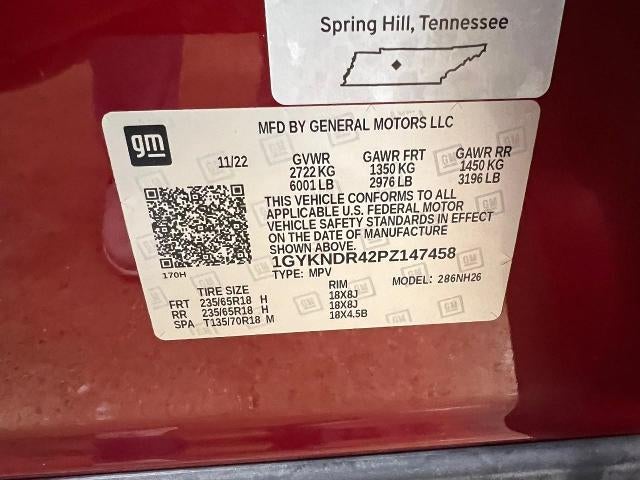 Spring Hill, Tennessee
gm
MFD BY GENERAL MOTORS LLC
11/22 GVWR GAWR FRT GAWR RR
2722 KG 1350 KG 1450 KG
6001 LB 2976 LB 3196 LB
THIS VEHICLE CONFORMS TO ALL
APPLICABLE U.S. FEDERAL MOTOR
VEHICLE SAFETY STANDARDS IN EFFECT
ON THE DATE OF MANUFACTURE
SHOWN ABOVE.
170H
1GYKNDR42PZ147458
TYPE: MPV MODEL: 286NH26
TIRE SIZE RIM
FRT 235/65R18 H 18X8J
RR 235/65R18 H 18X8J
SPA T135/70R18 M 18X4.5B